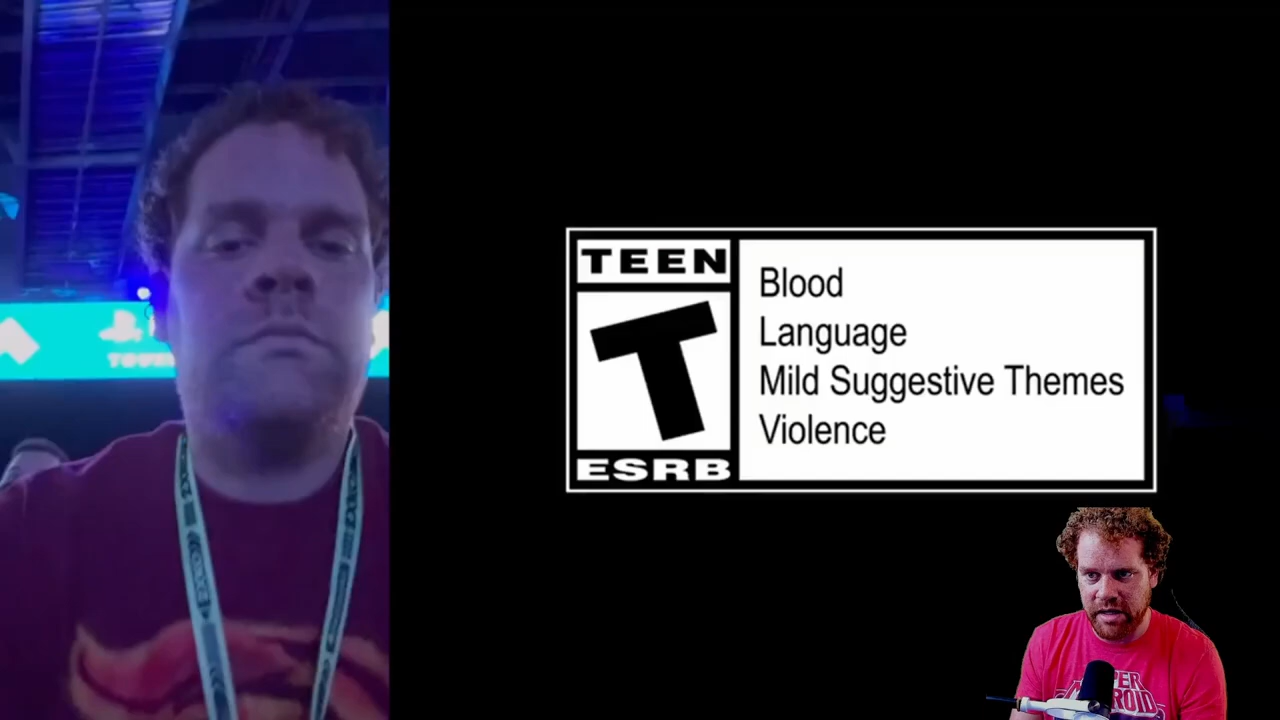 TEEN
T
ESRB
Blood
Language
Mild Suggestive Themes
Violence